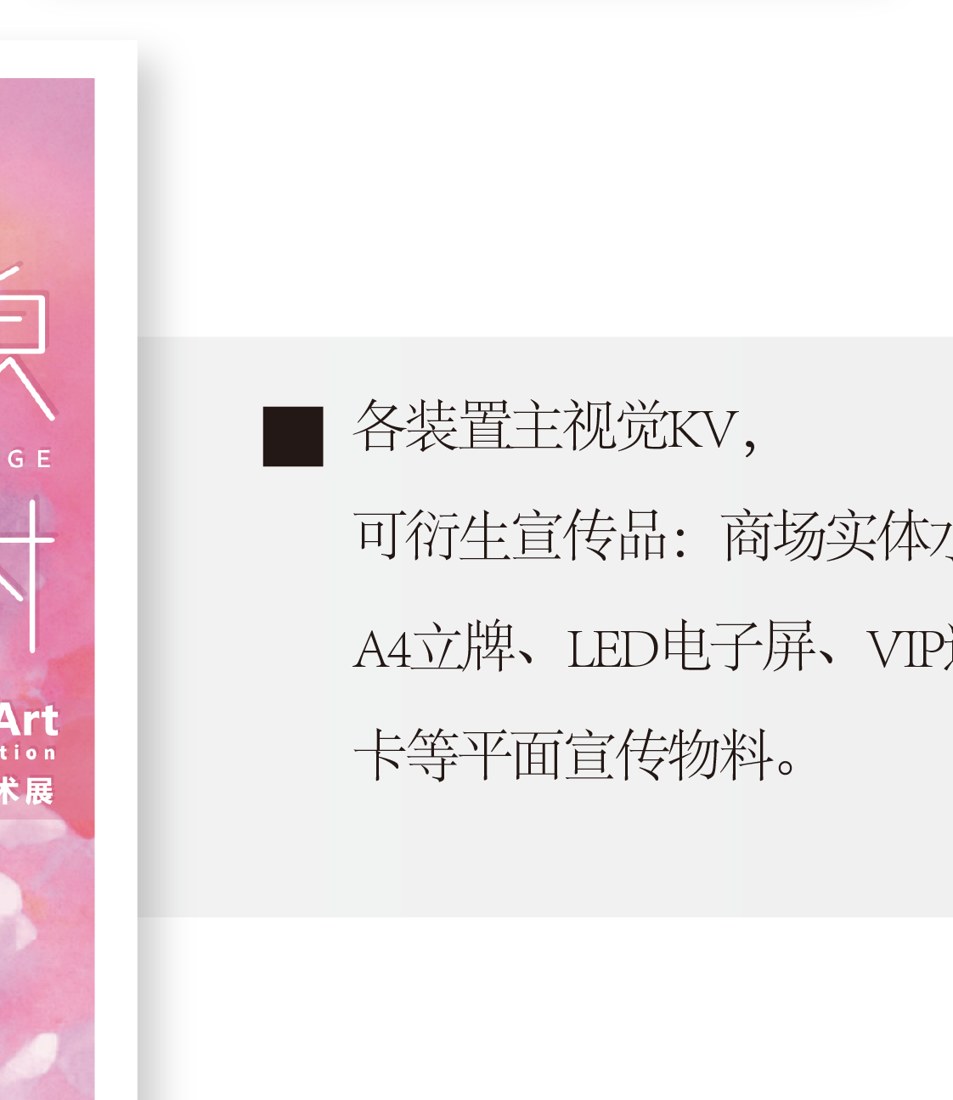 GE
Art
tion
术展
各装置主视觉KV，
可衍生宣传品：商场实体
A4立牌、LED电子屏、VIP
卡等平面宣传物料。